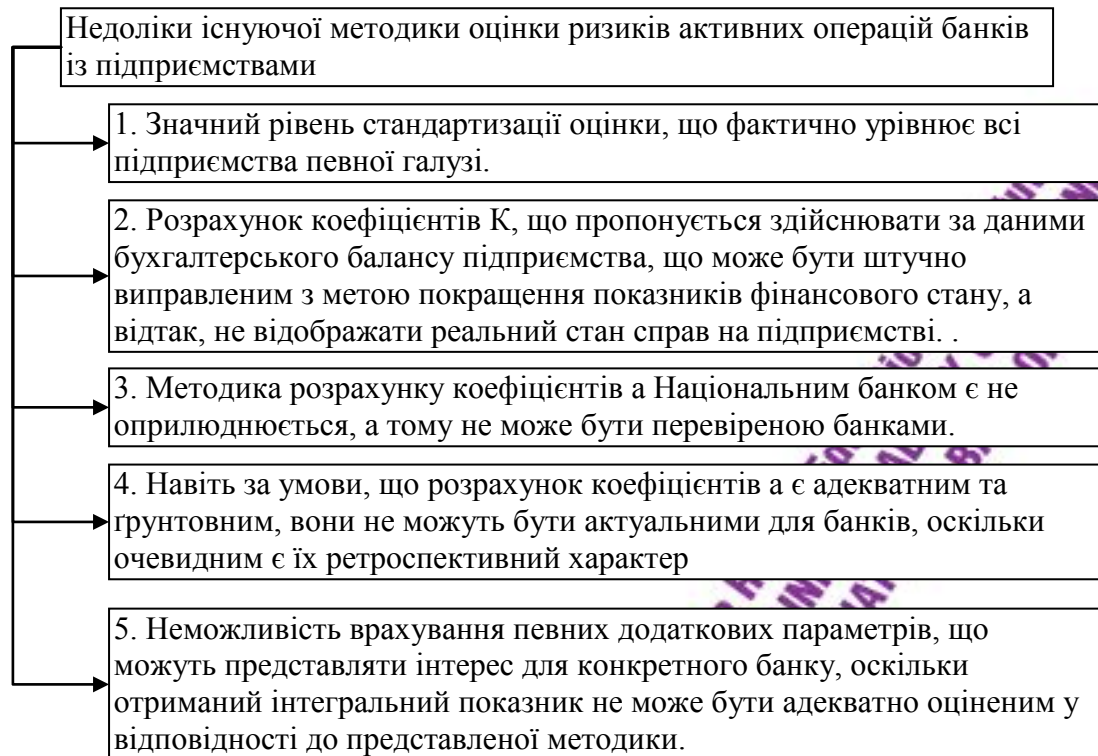 Недоліки існуючої методики оцінки ризиків активних операцій банків
із підприємствами
1. Значний рівень стандартизації оцінки, що фактично урівнює всі
підприємства певної галузі.
2. Розрахунок коефіцієнтів К, що пропонується здійснювати за даними
бухгалтерського балансу підприємства, що може бути штучно
виправленим з метою покращення показників фінансового стану, а
відтак, не відображати реальний стан справ на підприємстві. .
3. Методика розрахунку коефіцієнтів а Національним банком є не
оприлюднюється, а тому не може бути перевіреною банками.
4. Навіть за умови, що розрахунок коефіцієнтів а є адекватним та
ґрунтовним, вони не можуть бути актуальними для банків, оскільки
очевидним є їх ретроспективний характер
5. Неможливість врахування певних додаткових параметрів, що
можуть представляти інтерес для конкретного банку, оскільки
отриманий інтегральний показник не може бути адекватно оціненим у
відповідності до представленої методики.